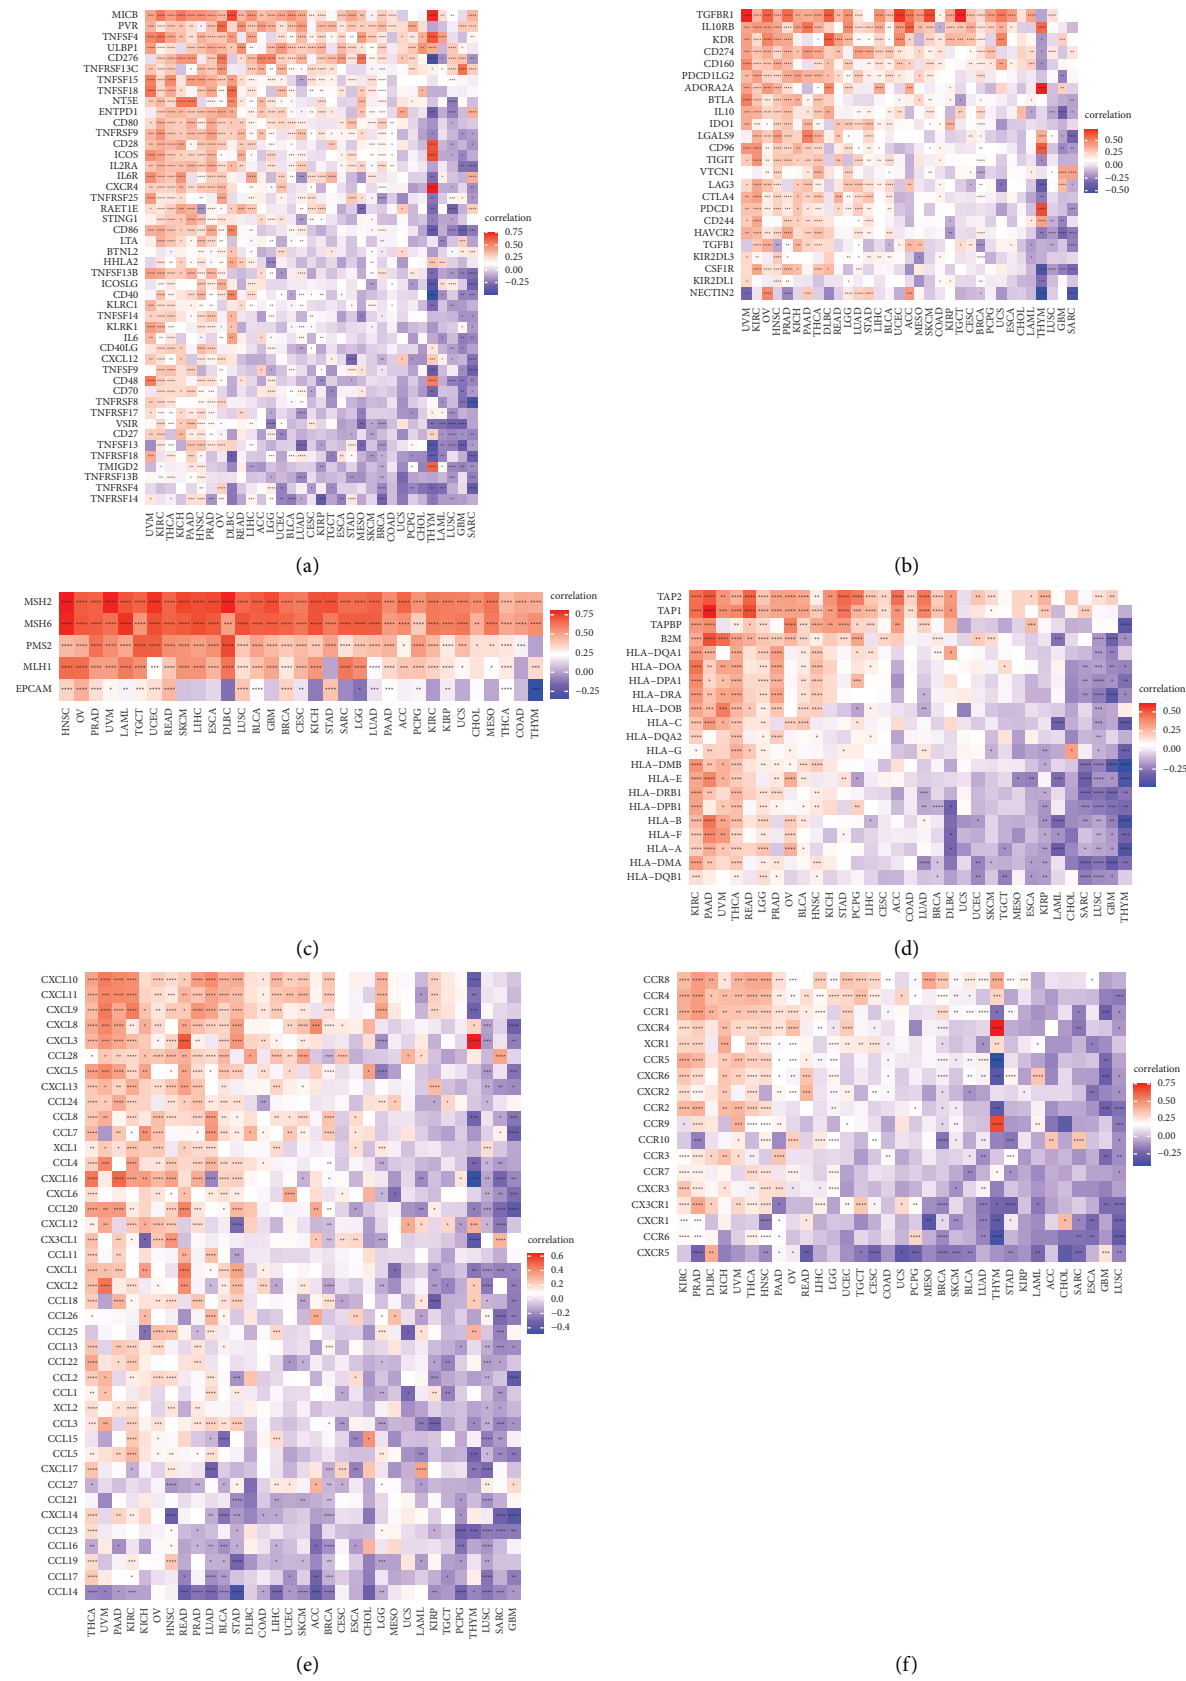 MICB
PVR
TNFSF4
ULBP1
CD276
TNFRSF13C
TNFSF15
TNFSF18
NT5E
ENTPD1
CD80
TNFRSF9
CD28
ICOS
IL2RA
IL6R
CXCR4
TNFRSF25
RAET1E
STING1
CD86
LTA
BTNL2
HHLA2
TNFSF13B
ICOSLG
CD40
KLRC1
TNFSF14
KLRK1
IL6
CD40LG
CXCL12
TNFSF9
CD48
CD70
TNFRSF8
TNFRSF17
VSIR
CD27
TNFSF13
TNFRSF18
TMIGD2
TNFRSF13B
TNFRSF4
TNFRSF14
UVM KIRC THCA KICH PAAD HNSC PRAD OV DLBC READ LIHC ACC LGG UCEC BLCA LUAD CESC KIRP TGCT ESCA STAD MESO SKCM BRCA COAD UCS PCPG CHOL THYM LAML LUSC GBM SARC
correlation
0.75
0.50
0.25
0.00
−0.25
(a)
TGFBR1
IL10RB
KDR
CD274
CD160
PDCD1LG2
ADORA2A
BTLA
IL10
IDO1
LGALS9
CD96
TIGIT
VTCN1
LAG3
CTLA4
PDCD1
CD244
HAVCR2
TGFB1
KIR2DL3
CSF1R
KIR2DL1
NECTIN2
UVM KIRC OV HNSC PRAD KICH PAAD THCA DLBC READ LGG LUAD STAD LIHC BLCA UCEC ACC MESO SKCM COAD KIRP TGCT CESC BRCA PCPG UCS ESCA CHOL LAML THYM LUSC GBM SARC
correlation
0.50
0.25
0.00
−0.25
−0.50
(b)
MSH2
MSH6
PMS2
MLH1
EPCAM
HNSC OV PRAD UVM LAML TGCT UCEC READ SKCM LIHC ESCA DLBC LUSC BLCA GBM BRCA CESC KICH STAD SARC LGG LUAD PAAD ACC PCPG KIRC KIRP UCS CHOL MESO THCA COAD THYM
correlation
0.75
0.50
0.25
0.00
−0.25
(c)
TAP2
TAP1
TAPBP
B2M
HLA−DQA1
HLA−DOA
HLA−DPA1
HLA−DRA
HLA−DOB
HLA−C
HLA−DQA2
HLA−G
HLA−DMB
HLA−E
HLA−DRB1
HLA−DPB1
HLA−B
HLA−F
HLA−A
HLA−DMA
HLA−DQB1
KIRC PAAD UVM THCA READ LGG PRAD OV BLCA HNSC KICH STAD PCPG LIHC CESC ACC COAD LUAD BRCA DLBC UCS UCEC SKCM TGCT MESO ESCA KIRP LAML CHOL SARC LUSC GBM THYM
correlation
0.50
0.25
0.00
−0.25
(d)
CXCL10
CXCL11
CXCL9
CXCL8
CXCL3
CCL28
CXCL5
CXCL13
CCL24
CCL8
CCL7
XCL1
CCL4
CXCL16
CXCL6
CCL20
CXCL12
CX3CL1
CCL11
CXCL1
CXCL2
CCL18
CCL26
CCL25
CCL13
CCL22
CCL2
CCL1
XCL2
CCL3
CCL15
CCL5
CXCL17
CCL27
CCL21
CXCL14
CCL23
CCL16
CCL19
CCL17
CCL14
THCA UVM PAAD KIRC KICH OV HNSC READ PRAD LUAD BLCA STAD DLBC COAD LIHC UCEC SKCM ACC BRCA CESC ESCA CHOL LGG MESO UCS LAML KIRP TGCT PCPG THYM LUSC SARC GBM
correlation
0.6
0.4
0.2
0.0
−0.2
−0.4
(e)
CCR8
CCR4
CCR1
CXCR4
XCR1
CCR5
CXCR6
CXCR2
CCR2
CCR9
CCR10
CCR3
CCR7
CXCR3
CX3CR1
CXCR1
CCR6
CXCR5
KIRC PRAD DLBC KICH UVM THCA HNSC PAAD OV READ LIHC LGG UCEC TGCT CESC COAD UCS PCPG MESO BRCA SKCM BLCA LUAD THYM STAD KIRP LAML ACC CHOL SARC ESCA GBM LUSC
correlation
0.75
0.50
0.25
0.00
−0.25
(f)